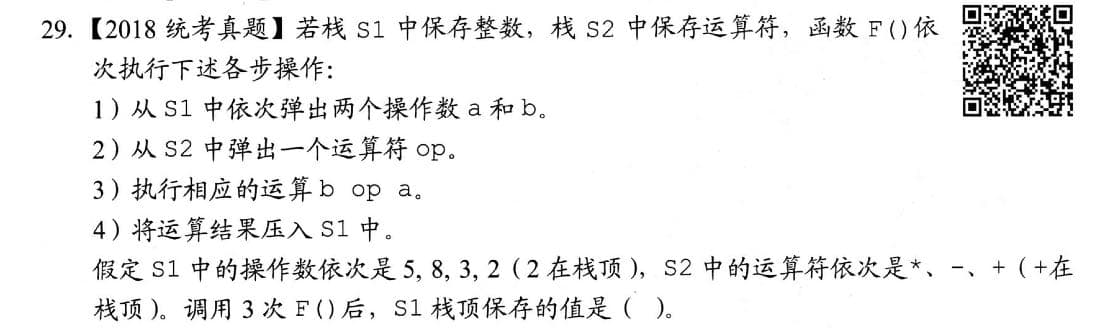 29.【2018 统考真题】若栈 S1 中保存整数，栈 S2 中保存运算符，函数 F()依
次执行下述各步操作：
1）从 S1 中依次弹出两个操作数 a 和 b。
2）从 S2 中弹出一个运算符 op。
3）执行相应的运算 b op a。
4）将运算结果压入 S1 中。
假定 S1 中的操作数依次是 5, 8, 3, 2（2 在栈顶），S2 中的运算符依次是*、-、+（+在
栈顶）。调用 3 次 F()后，S1 栈顶保存的值是（ ）。